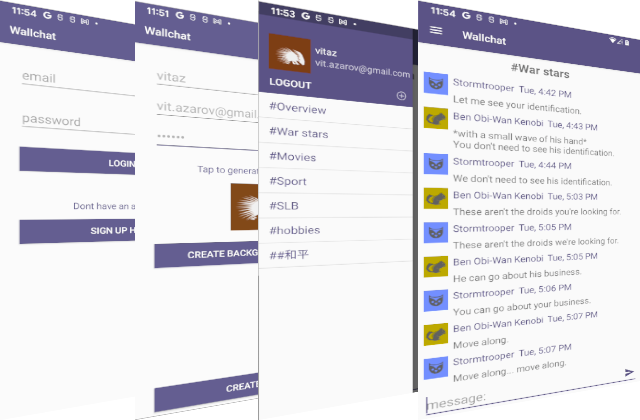 11:54
Wallchat
email
password
LOGIN
Dont have an a
SIGN UP H
11:51
Wallchat
vitaz
vit.azarov@gmail
••••••
Tap to generat
CREATE BACKG
CREATE
11:53
vitaz
vit.azarov@gmail.com
LOGOUT
#Overview
#War stars
#Movies
#Sport
#SLB
#hobbies
##和平
11:54
Wallchat
#War stars
Stormtrooper Tue, 4:42 PM
Let me see your identification.
Ben Obi-Wan Kenobi Tue, 4:43 PM
*with a small wave of his hand*
You don't need to see his identification.
Stormtrooper Tue, 4:44 PM
We don't need to see his identification.
Ben Obi-Wan Kenobi Tue, 5:03 PM
These aren't the droids you're looking for.
Stormtrooper Tue, 5:05 PM
These aren't the droids we're looking for.
Ben Obi-Wan Kenobi Tue, 5:05 PM
He can go about his business.
Stormtrooper Tue, 5:06 PM
You can go about your business.
Ben Obi-Wan Kenobi Tue, 5:07 PM
Move along.
Stormtrooper Tue, 5:07 PM
Move along... move along.
message: